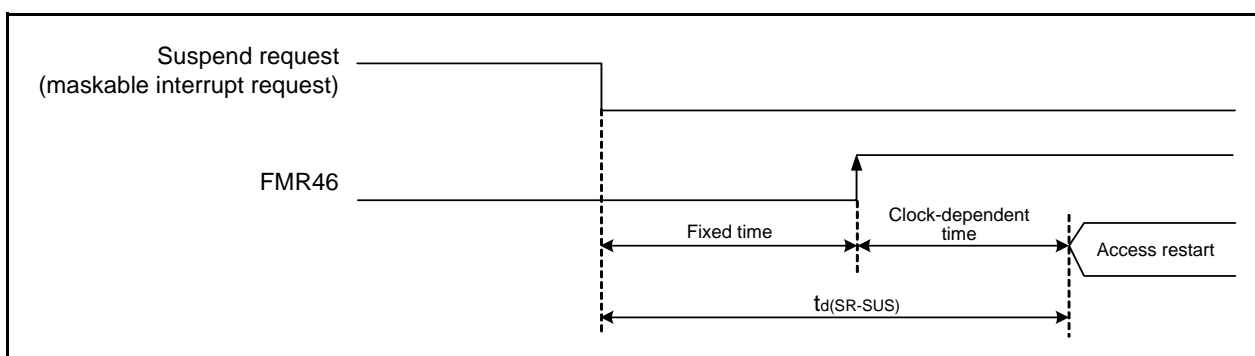 Suspend request
(maskable interrupt request)
FMR46
Fixed time
Clock-dependent
time
Access restart
td(SR-SUS)